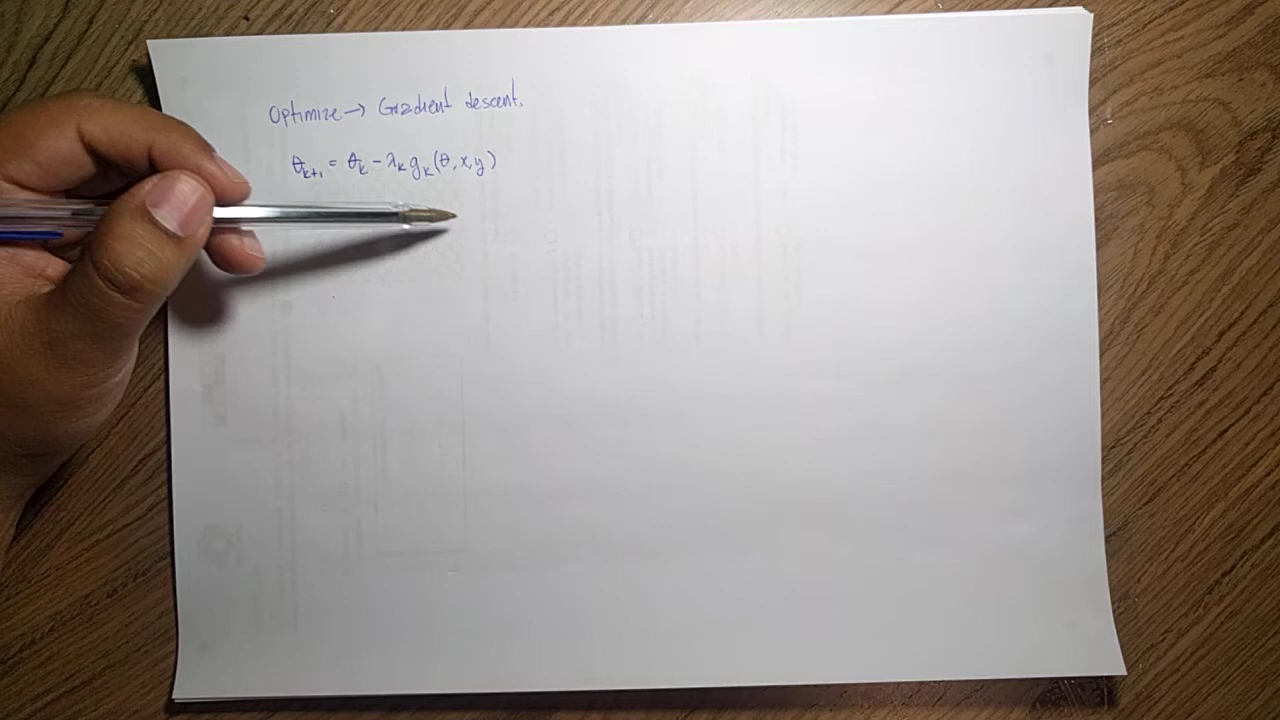 Optimize → Gradient descent.
θₖ₊₁ = θₖ - λₖ gₖ(θ, x, y)